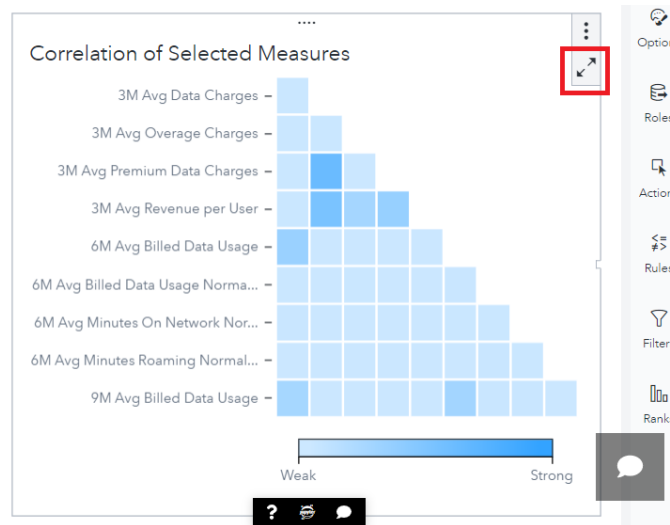 Correlation of Selected Measures
3M Avg Data Charges
3M Avg Overage Charges
3M Avg Premium Data Charges
3M Avg Revenue per User
6M Avg Billed Data Usage
6M Avg Billed Data Usage Norma...
6M Avg Minutes On Network Nor...
6M Avg Minutes Roaming Normal...
9M Avg Billed Data Usage
Weak Strong
Option
Roles
Action
Rules
Filter
Rank
?